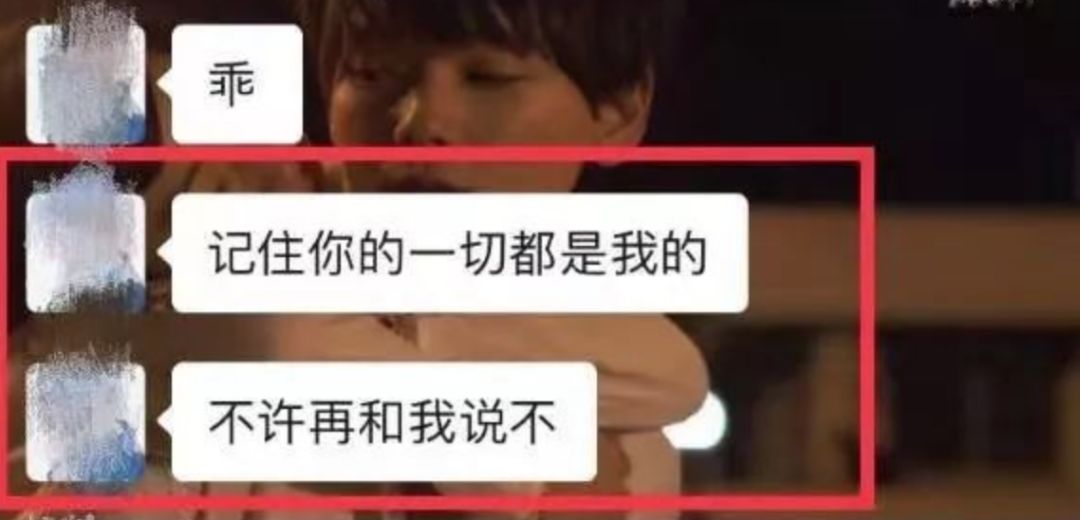 乖
记住你的一切都是我的
不许再和我说不